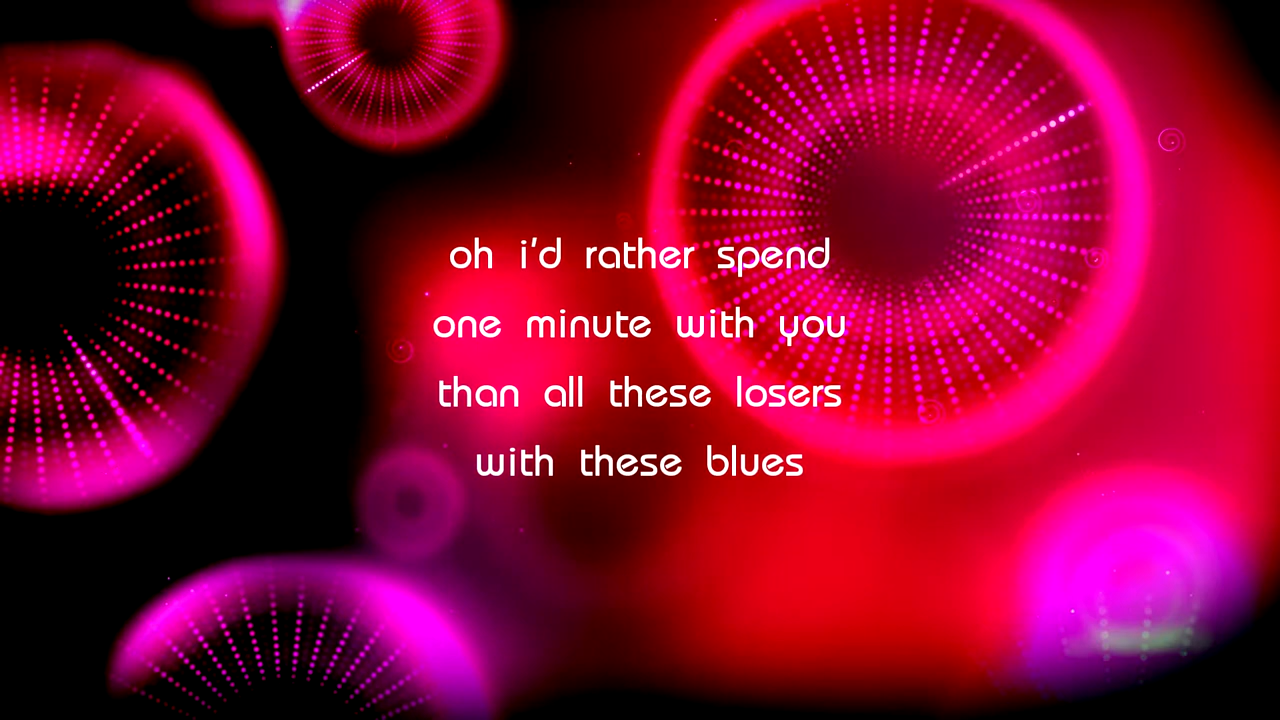 oh i'd rather spend
one minute with you
than all these losers
with these blues